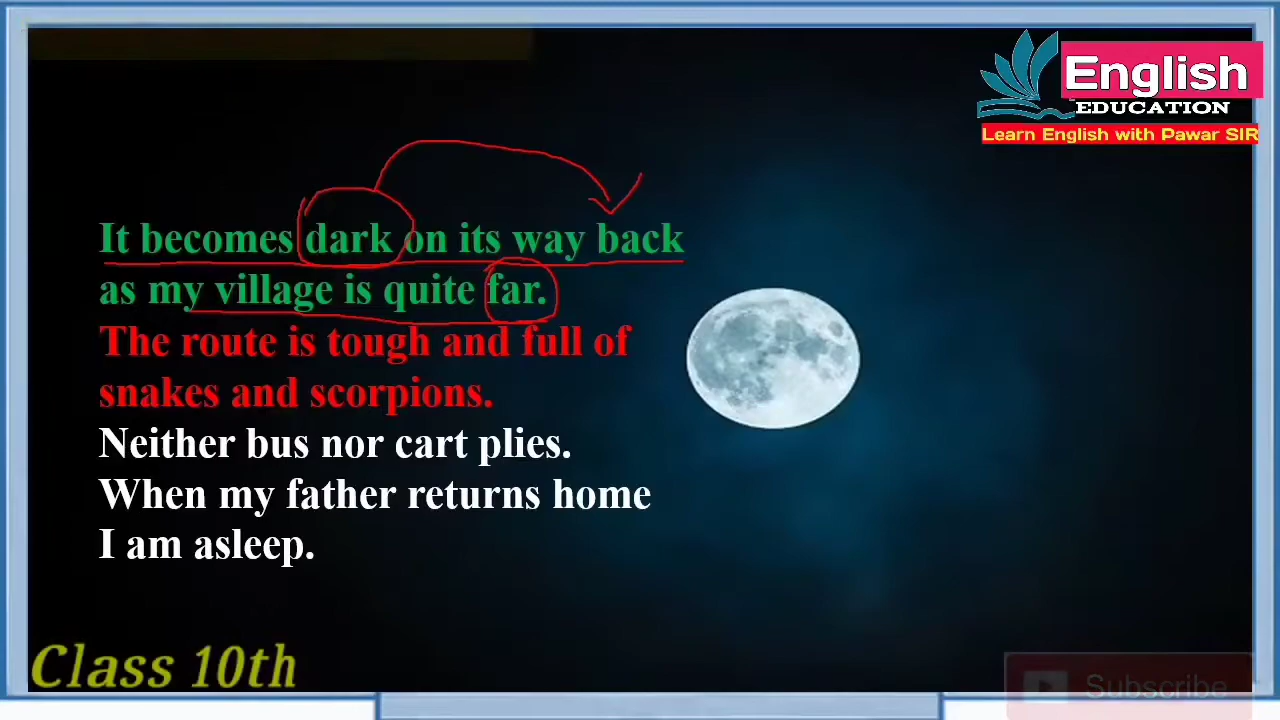 English
EDUCATION
Learn English with Pawar SIR
It becomes dark on its way back
as my village is quite far.
The route is tough and full of
snakes and scorpions.
Neither bus nor cart plies.
When my father returns home
I am asleep.
Class 10th
Subscribe